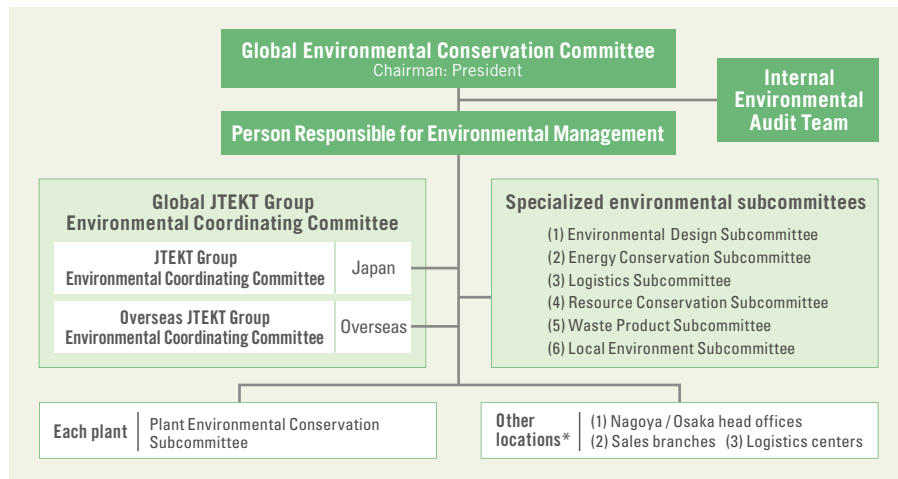 Global Environmental Conservation Committee
Chairman: President
Internal
Environmental
Audit Team
Person Responsible for Environmental Management
Global JTEKT Group
Environmental Coordinating Committee
JTEKT Group
Environmental Coordinating Committee
Japan
Overseas JTEKT Group
Environmental Coordinating Committee
Overseas
Specialized environmental subcommittees
(1) Environmental Design Subcommittee
(2) Energy Conservation Subcommittee
(3) Logistics Subcommittee
(4) Resource Conservation Subcommittee
(5) Waste Product Subcommittee
(6) Local Environment Subcommittee
Each plant
Plant Environmental Conservation
Subcommittee
Other
locations*
(1) Nagoya / Osaka head offices
(2) Sales branches (3) Logistics centers